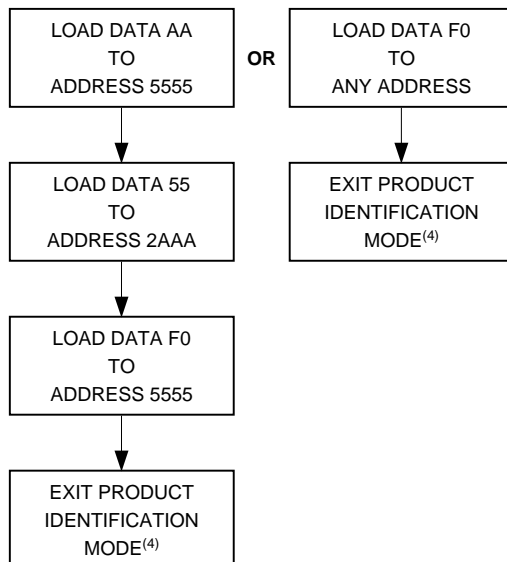 LOAD DATA AA
TO
ADDRESS 5555
LOAD DATA 55
TO
ADDRESS 2AAA
LOAD DATA F0
TO
ADDRESS 5555
EXIT PRODUCT
IDENTIFICATION
MODE(4)
OR
LOAD DATA F0
TO
ANY ADDRESS
EXIT PRODUCT
IDENTIFICATION
MODE(4)